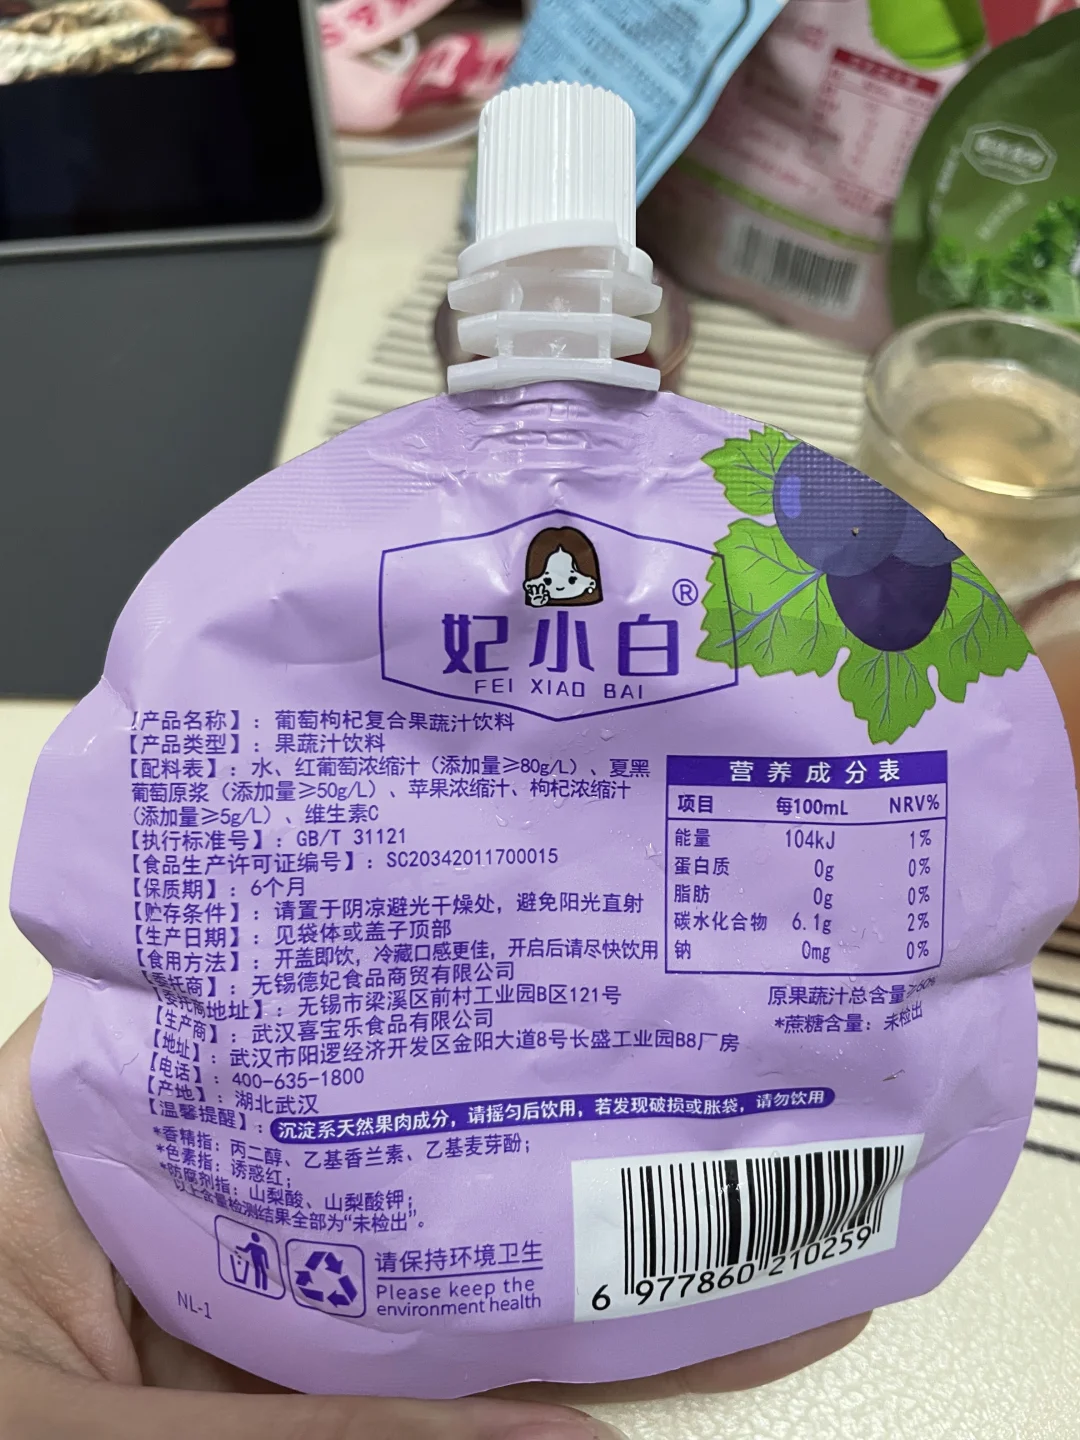 妃小白®
FEI XIAO BAI
【产品名称】：葡萄枸杞复合果蔬汁饮料
【产品类型】：果蔬汁饮料
【配料表】：水、红葡萄浓缩汁（添加量≥80g/L）、夏黑
葡萄原浆（添加量≥50g/L）、苹果浓缩汁、枸杞浓缩汁
（添加量≥5g/L）、维生素C
【执行标准号】：GB/T 31121
【食品生产许可证编号】：SC20342011700015
【保质期】：6个月
【贮存条件】：请置于阴凉避光干燥处，避免阳光直射
【生产日期】：见袋体或盖子顶部
【食用方法】：开盖即饮，冷藏口感更佳，开启后请尽快饮用
【委托商】：无锡德妃食品商贸有限公司
【委托商地址】：无锡市梁溪区前村工业园B区121号
【生产商】：武汉喜宝乐食品有限公司
【地址】：武汉市阳逻经济开发区金阳大道8号长盛工业园B8厂房
【电话】：400-635-1800
【产地】：湖北武汉
【温馨提醒】：沉淀系天然果肉成分，请摇匀后饮用，若发现破损或胀袋，请勿饮用
*香精指：丙二醇、乙基香兰素、乙基麦芽酚；
*色素指：诱惑红；
*防腐剂指：山梨酸、山梨酸钾；
以上含量检测结果全部为“未检出”。
营养成分表
项目 每100mL NRV%
能量 104kJ 1%
蛋白质 0g 0%
脂肪 0g 0%
碳水化合物 6.1g 2%
钠 0mg 0%
原果蔬汁总含量≥60%
*蔗糖含量：未检出
请保持环境卫生
Please keep the
environment health
NL-1
6 977860 210259